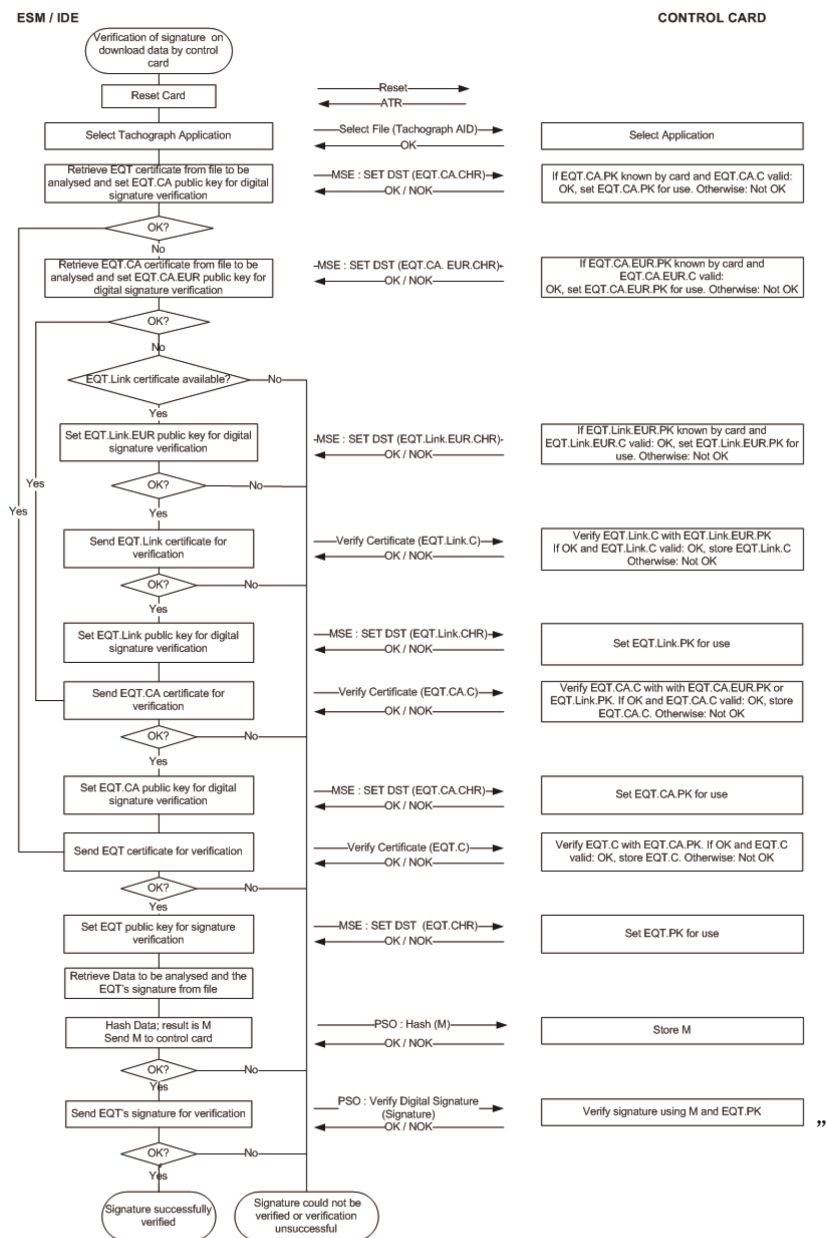 ESM / IDE
CONTROL CARD
Verification of signature on
download data by control
card
Reset Card
Reset
ATR
Select Tachograph Application
Select File (Tachograph AID)
OK
Select Application
Retrieve EQT certificate from file to be
analysed and set EQT.CA public key for digital
signature verification
MSE : SET DST (EQT.CA.CHR)
OK / NOK
If EQT.CA.PK known by card and EQT.CA.C valid:
OK, set EQT.CA.PK for use. Otherwise: Not OK
OK?
No
Retrieve EQT.CA certificate from file to be
analysed and set EQT.CA.EUR public key for
digital signature verification
MSE : SET DST (EQT.CA. EUR.CHR)
OK / NOK
If EQT.CA.EUR.PK known by card and
EQT.CA.EUR.C valid:
OK, set EQT.CA.EUR.PK for use. Otherwise: Not OK
OK?
No
EQT.Link certificate available?
No
Yes
Set EQT.Link.EUR public key for digital
signature verification
MSE : SET DST (EQT.Link.EUR.CHR)
OK / NOK
If EQT.Link.EUR.PK known by card and
EQT.Link.EUR.C valid: OK, set EQT.Link.EUR.PK for
use. Otherwise: Not OK
OK?
No
Yes
Yes
Yes
Send EQT.Link certificate for
verification
Verify Certificate (EQT.Link.C)
OK / NOK
Verify EQT.Link.C with EQT.Link.EUR.PK
If OK and EQT.Link.C valid: OK, store EQT.Link.C
Otherwise: Not OK
OK?
No
Yes
Set EQT.Link public key for digital
signature verification
MSE : SET DST (EQT.Link.CHR)
OK / NOK
Set EQT.Link.PK for use
Send EQT.CA certificate for
verification
Verify Certificate (EQT.CA.C)
OK / NOK
Verify EQT.CA.C with with EQT.CA.EUR.PK or
EQT.Link.PK. If OK and EQT.CA.C valid: OK, store
EQT.CA.C. Otherwise: Not OK
OK?
No
Yes
Set EQT.CA public key for digital
signature verification
MSE : SET DST (EQT.CA.CHR)
OK / NOK
Set EQT.CA.PK for use
Send EQT certificate for verification
Verify Certificate (EQT.C)
OK / NOK
Verify EQT.C with EQT.CA.PK. If OK and EQT.C
valid: OK, store EQT.C. Otherwise: Not OK
OK?
No
Yes
Set EQT public key for signature
verification
MSE : SET DST (EQT.CHR)
OK / NOK
Set EQT.PK for use
Retrieve Data to be analysed and the
EQT's signature from file
Hash Data; result is M
Send M to control card
PSO : Hash (M)
OK / NOK
Store M
OK?
No
Yes
Send EQT's signature for verification
PSO : Verify Digital Signature
(Signature)
OK / NOK
Verify signature using M and EQT.PK
”
OK?
No
Yes
Signature successfully
verified
Signature could not be
verified or verification
unsuccessful